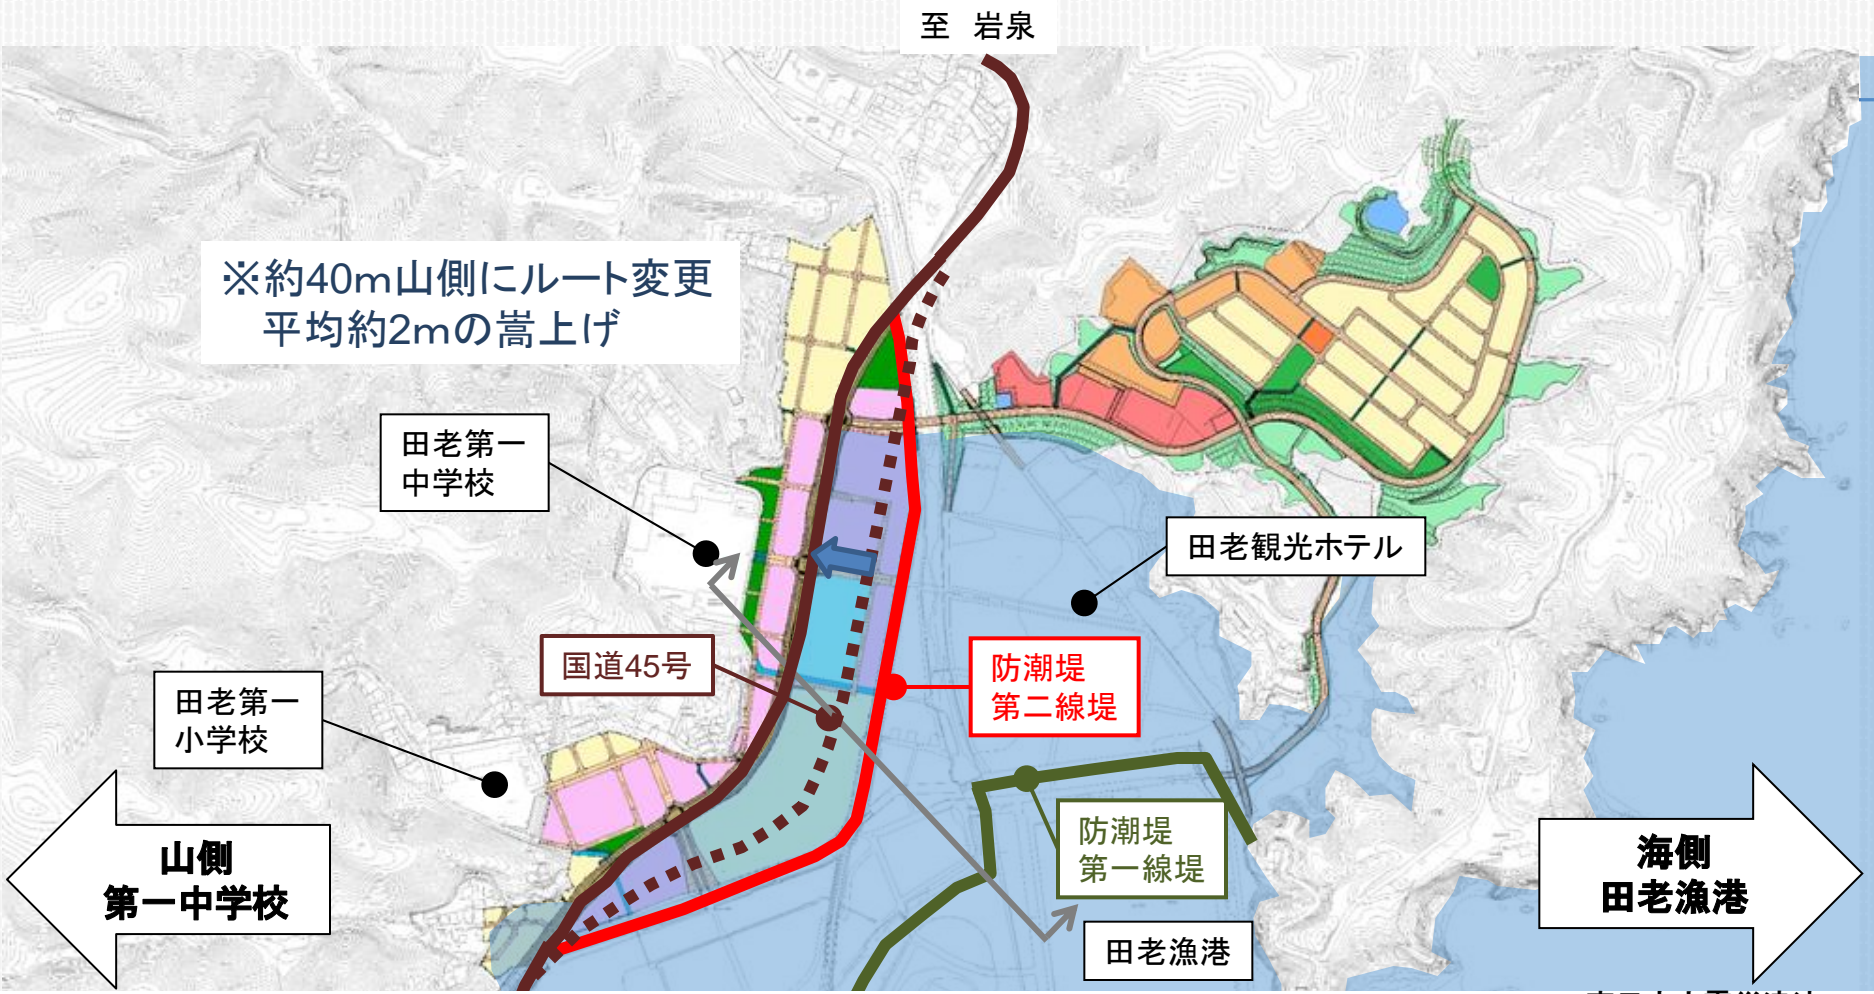 至 岩泉
※約40m山側にルート変更
平均約2mの嵩上げ
田老第一
中学校
田老観光ホテル
国道45号
防潮堤
第二線堤
田老第一
小学校
防潮堤
第一線堤
山側
第一中学校
海側
田老漁港
田老漁港